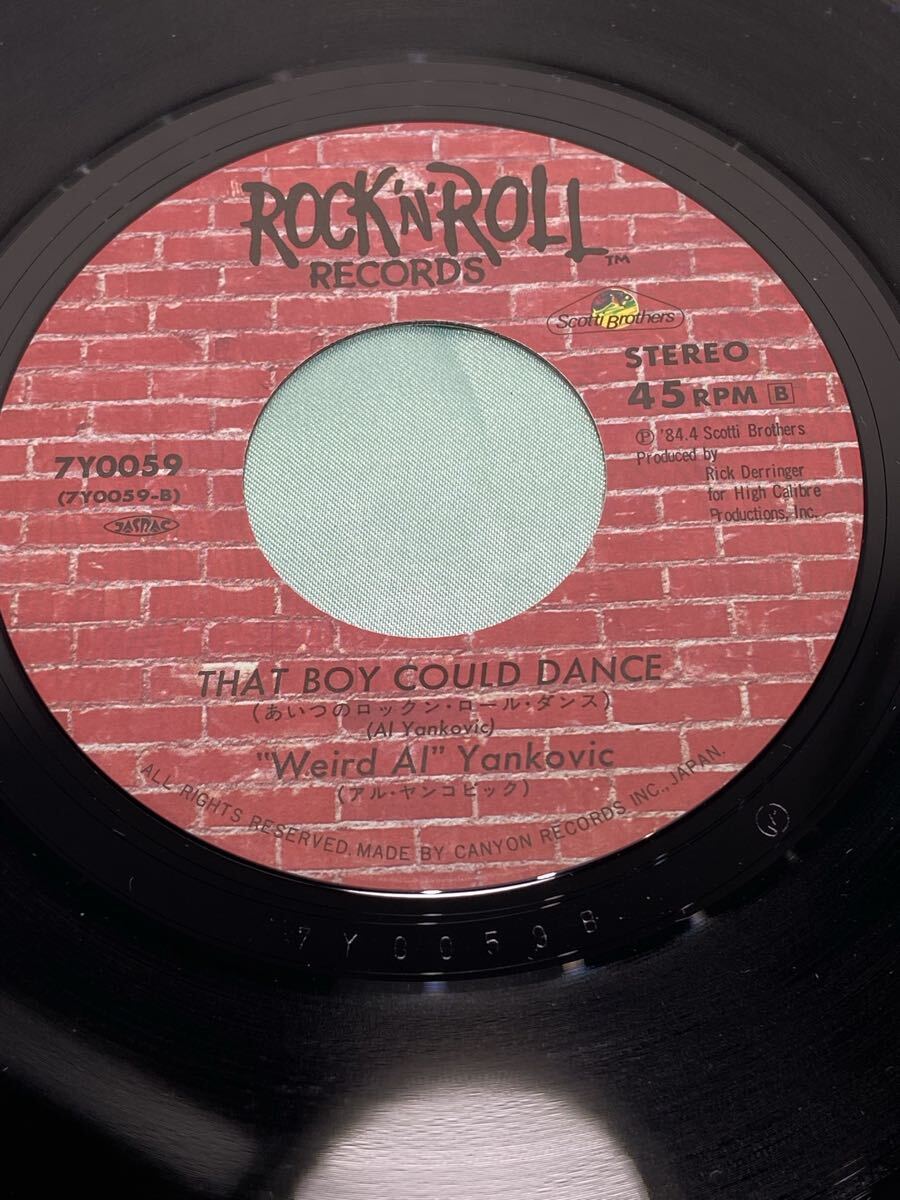 ROCK'N'ROLL™
RECORDS
Scotti Brothers
STEREO
45 RPM B
℗ '84.4 Scotti Brothers
Produced by
Rick Derringer
for High Calibre
Productions, Inc.
7Y0059
(7Y0059-B)
JASRAC
THAT BOY COULD DANCE
(あいつのロックン・ロール・ダンス)
(Al Yankovic)
"Weird Al" Yankovic
(アル・ヤンコビック)
ALL RIGHTS RESERVED. MADE BY CANYON RECORDS INC., JAPAN.
7Y0059B